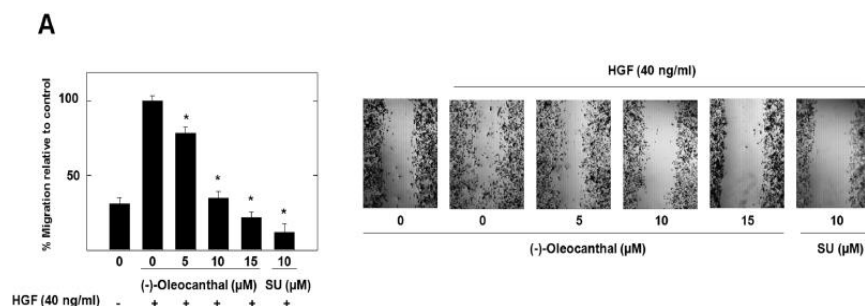 A
% Migration relative to control
100
50
* * * *
0 0 5 10 15 10
(-)-Oleocanthal (µM) SU (µM)
HGF (40 ng/ml) - + + + + +
HGF (40 ng/ml)
0 0 5 10 15 10
(-)-Oleocanthal (µM) SU (µM)